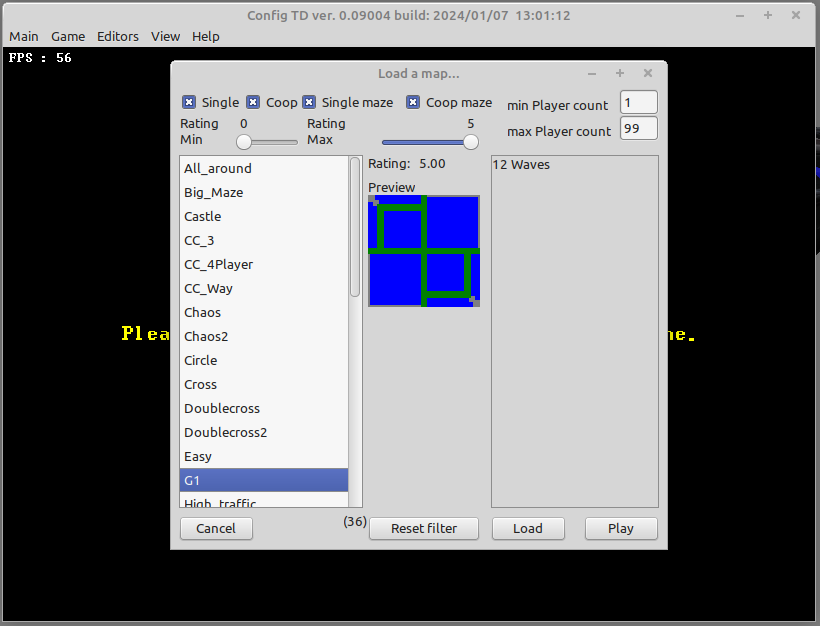 Config TD ver. 0.09004 build: 2024/01/07 13:01:12
Main Game Editors View Help
FPS : 56
Load a map...
Single Coop Single maze Coop maze min Player count 1
Rating Min 0 Rating Max 5 max Player count 99
All_around
Big_Maze
Castle
CC_3
CC_4Player
CC_Way
Chaos
Chaos2
Circle
Cross
Doublecross
Doublecross2
Easy
G1
High_traffic
Rating: 5.00
Preview
12 Waves
Cancel (36) Reset filter Load Play